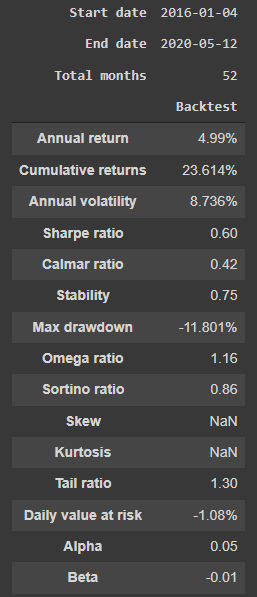 Start date 2016-01-04
End date 2020-05-12
Total months 52
Backtest
Annual return 4.99%
Cumulative returns 23.614%
Annual volatility 8.736%
Sharpe ratio 0.60
Calmar ratio 0.42
Stability 0.75
Max drawdown -11.801%
Omega ratio 1.16
Sortino ratio 0.86
Skew NaN
Kurtosis NaN
Tail ratio 1.30
Daily value at risk -1.08%
Alpha 0.05
Beta -0.01